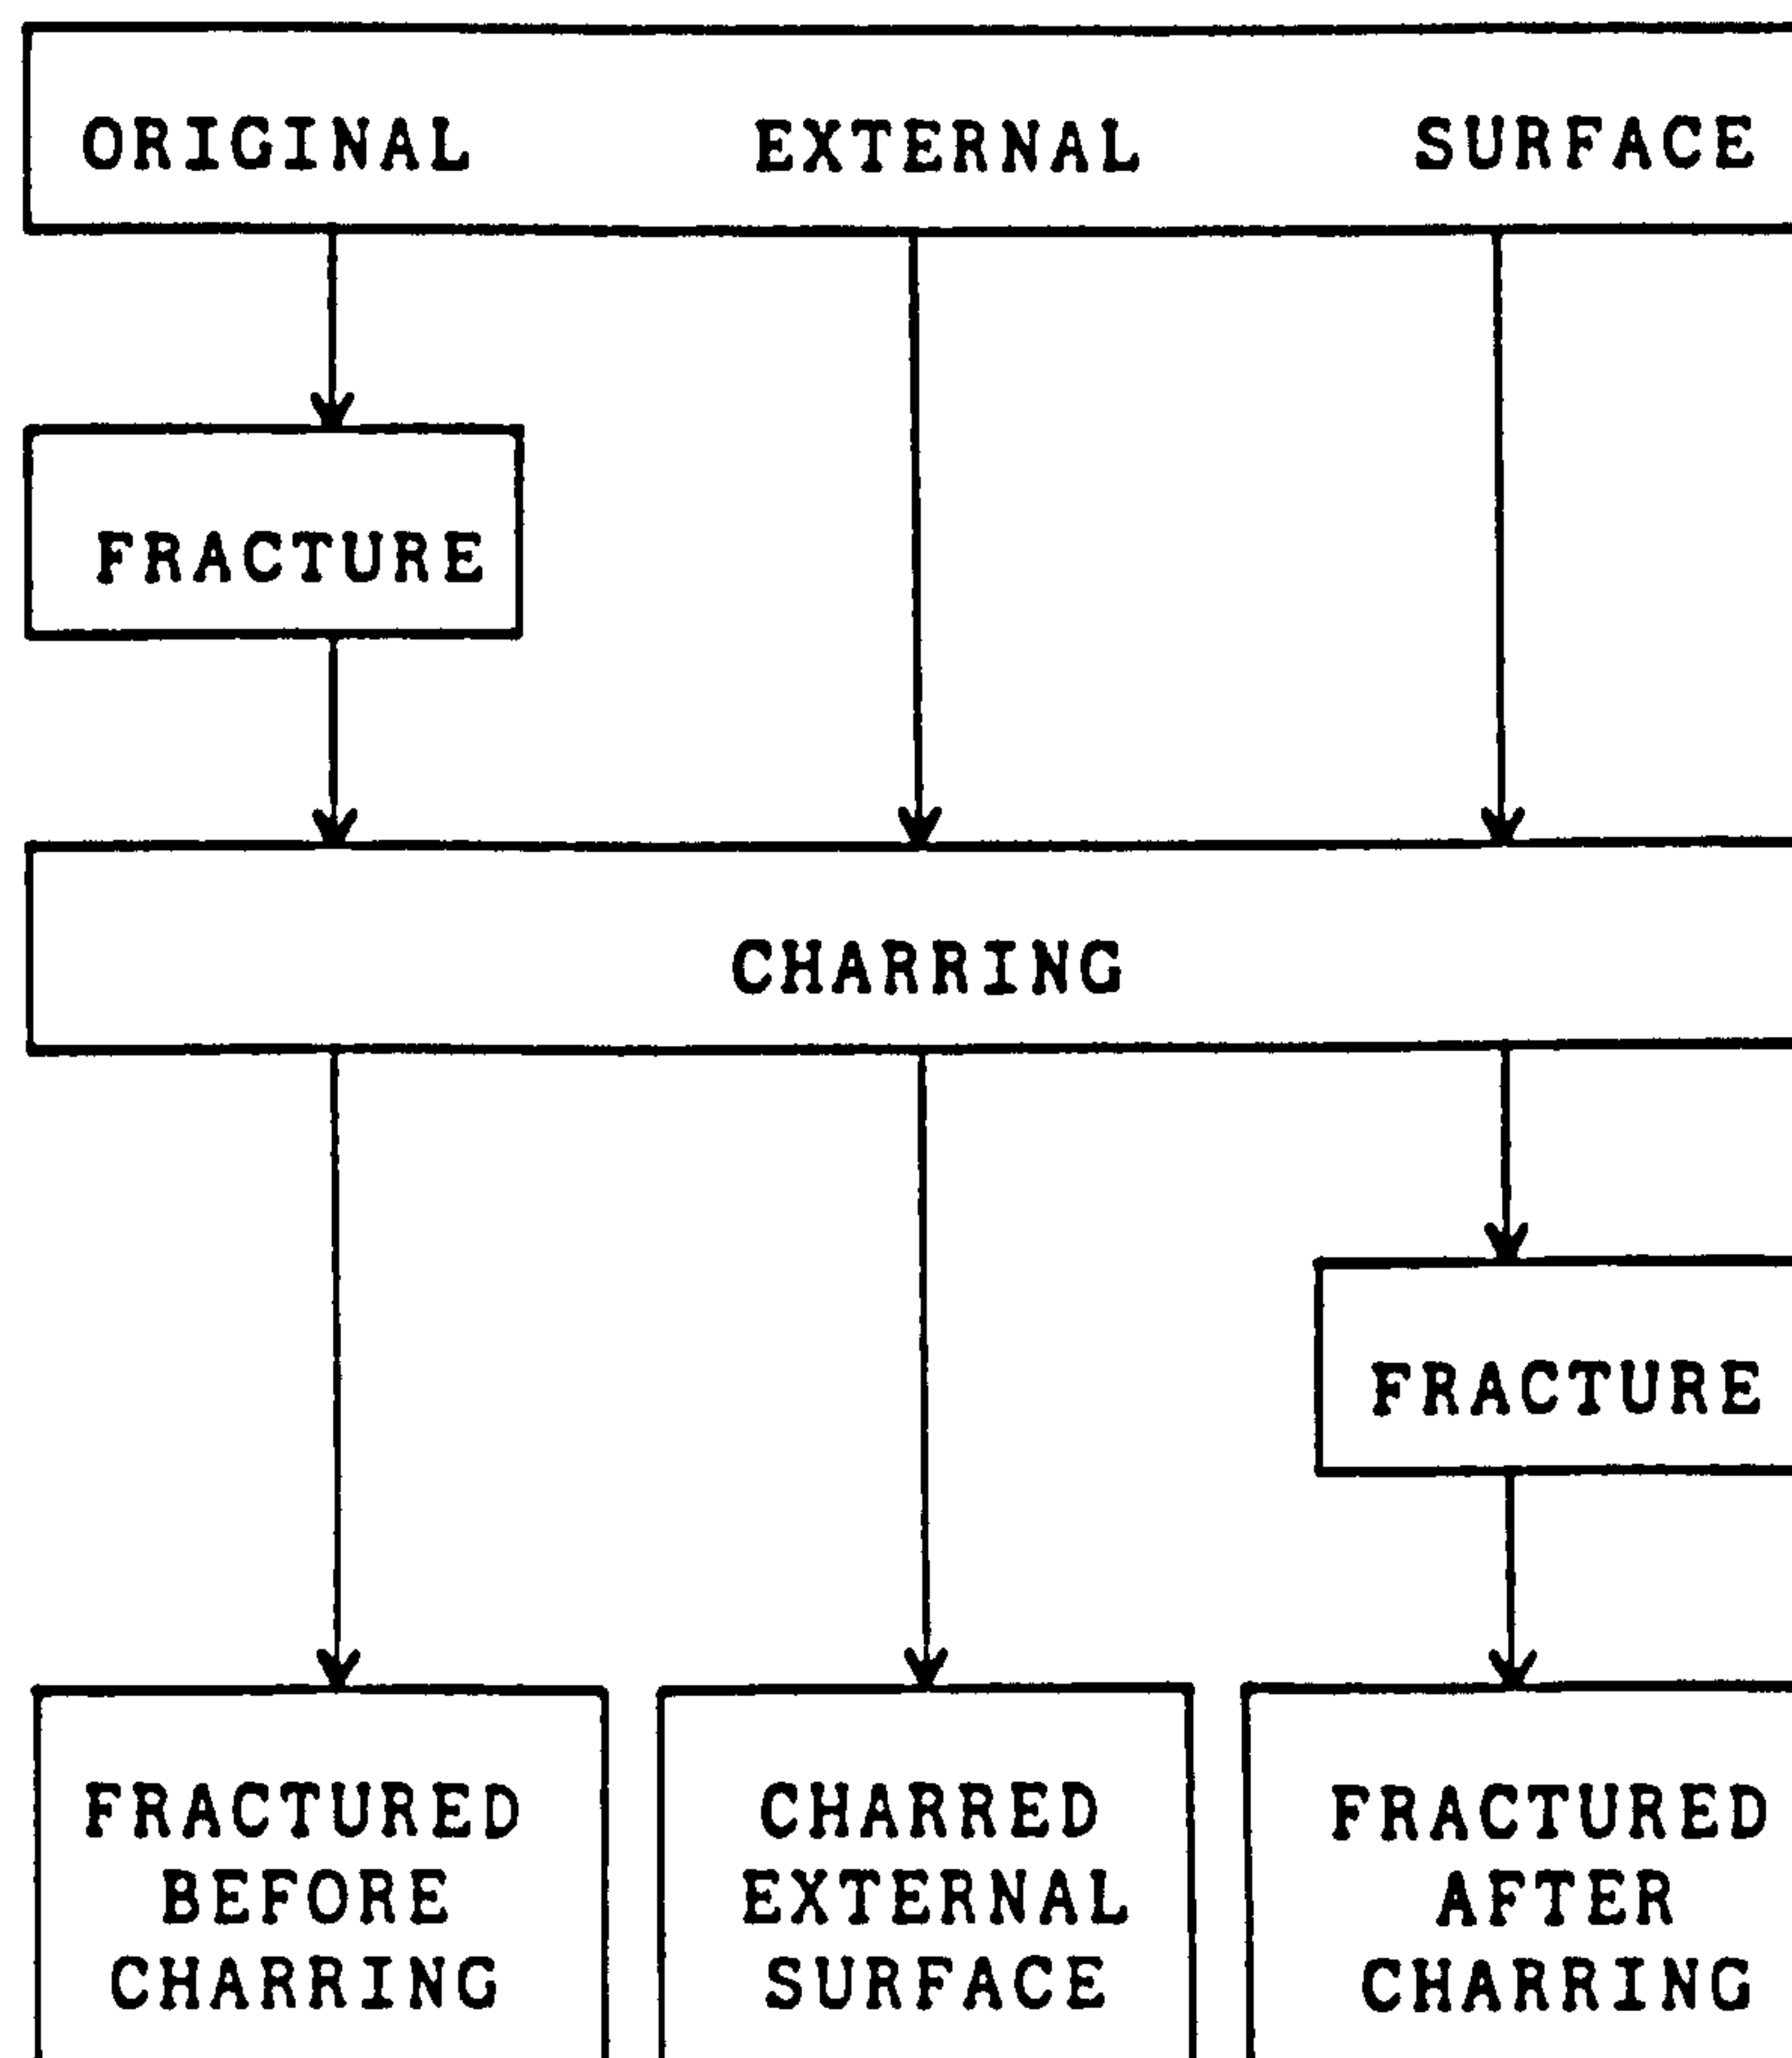 ORIGINAL EXTERNAL SURFACE
FRACTURE
CHARRING
FRACTURE
FRACTURED
BEFORE
CHARRING
CHARRED
EXTERNAL
SURFACE
FRACTURED
AFTER
CHARRING